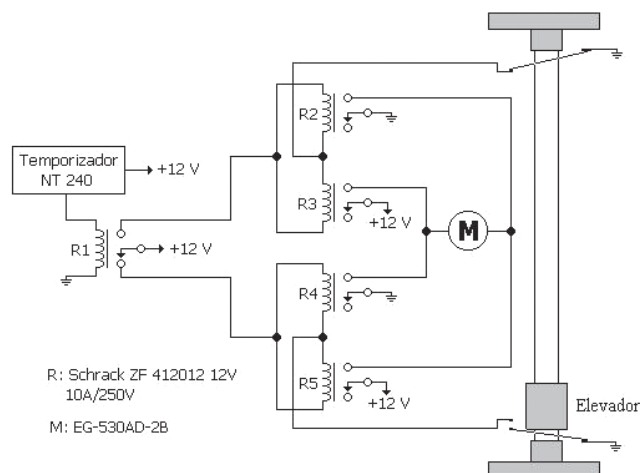 Temporizador
NT 240
+12 V
R1
+12 V
R2
R3
+12 V
M
R4
R5
+12 V
Elevador
R: Schrack ZF 412012 12V
10A/250V
M: EG-530AD-2B